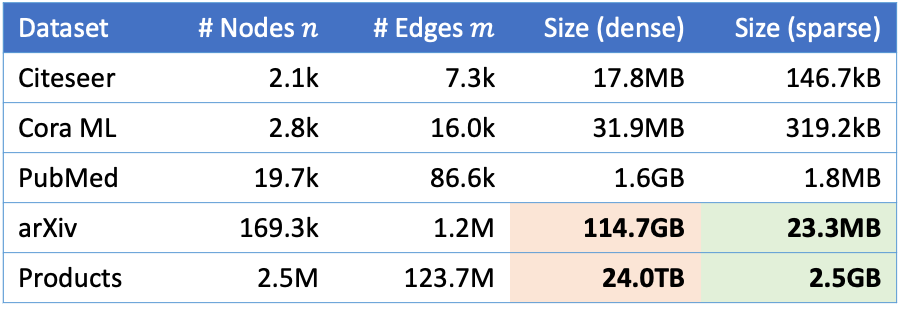 Dataset # Nodes n # Edges m Size (dense) Size (sparse)
Citeseer 2.1k 7.3k 17.8MB 146.7kB
Cora ML 2.8k 16.0k 31.9MB 319.2kB
PubMed 19.7k 86.6k 1.6GB 1.8MB
arXiv 169.3k 1.2M 114.7GB 23.3MB
Products 2.5M 123.7M 24.0TB 2.5GB